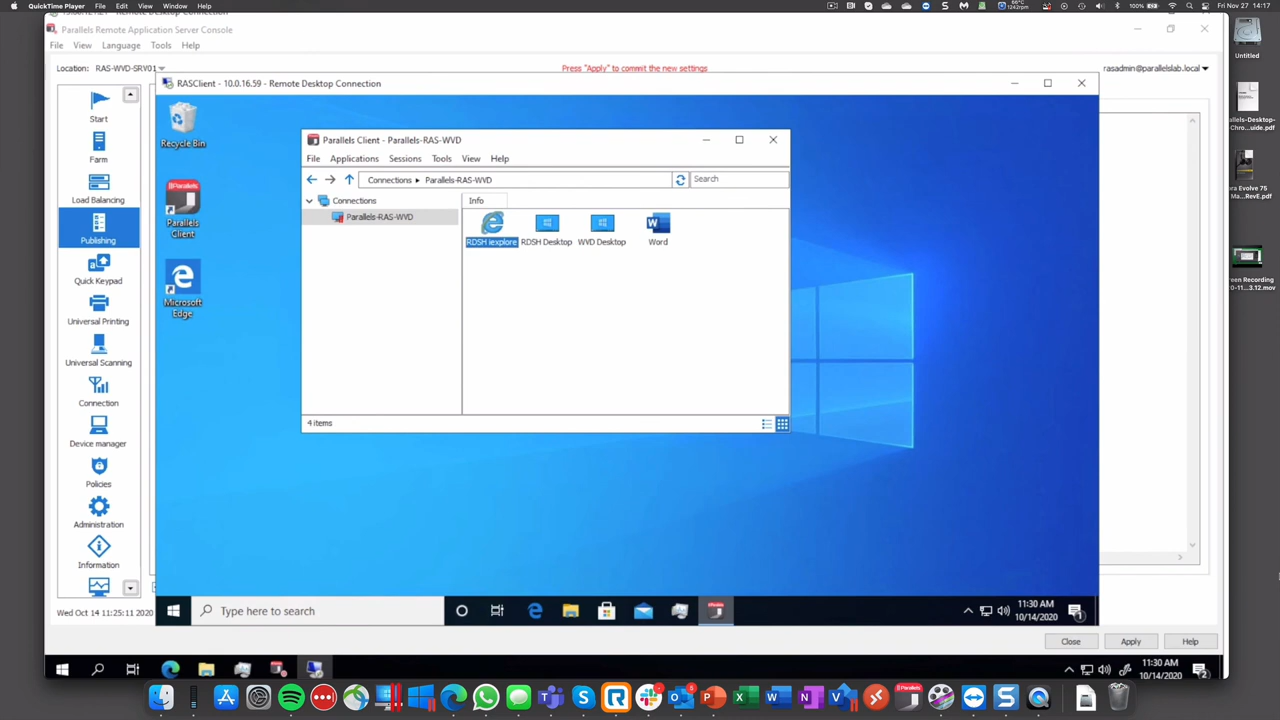 QuickTime Player File Edit View Window Help
100%
Fri Nov 27 14:17
Parallels Remote Application Server Console
File View Language Tools Help
Location: RAS-WVD-SRV01
Press "Apply" to commit the new settings
rasadmin@parallelslab.local
RASClient - 10.0.16.59 - Remote Desktop Connection
Start
Farm
Load Balancing
Publishing
Quick Keypad
Universal Printing
Universal Scanning
Connection
Device manager
Policies
Administration
Information
Wed Oct 14 11:25:11 2020
Recycle Bin
Parallels
Parallels
Client
Microsoft
Edge
Parallels Client - Parallels-RAS-WVD
File Applications Sessions Tools View Help
Connections ▸ Parallels-RAS-WVD
Search
Connections
Parallels-RAS-WVD
Info
RDSH iexplore RDSH Desktop WVD Desktop Word
4 items
Type here to search
11:30 AM
10/14/2020
1
Close Apply Help
11:30 AM
10/14/2020
2
Untitled